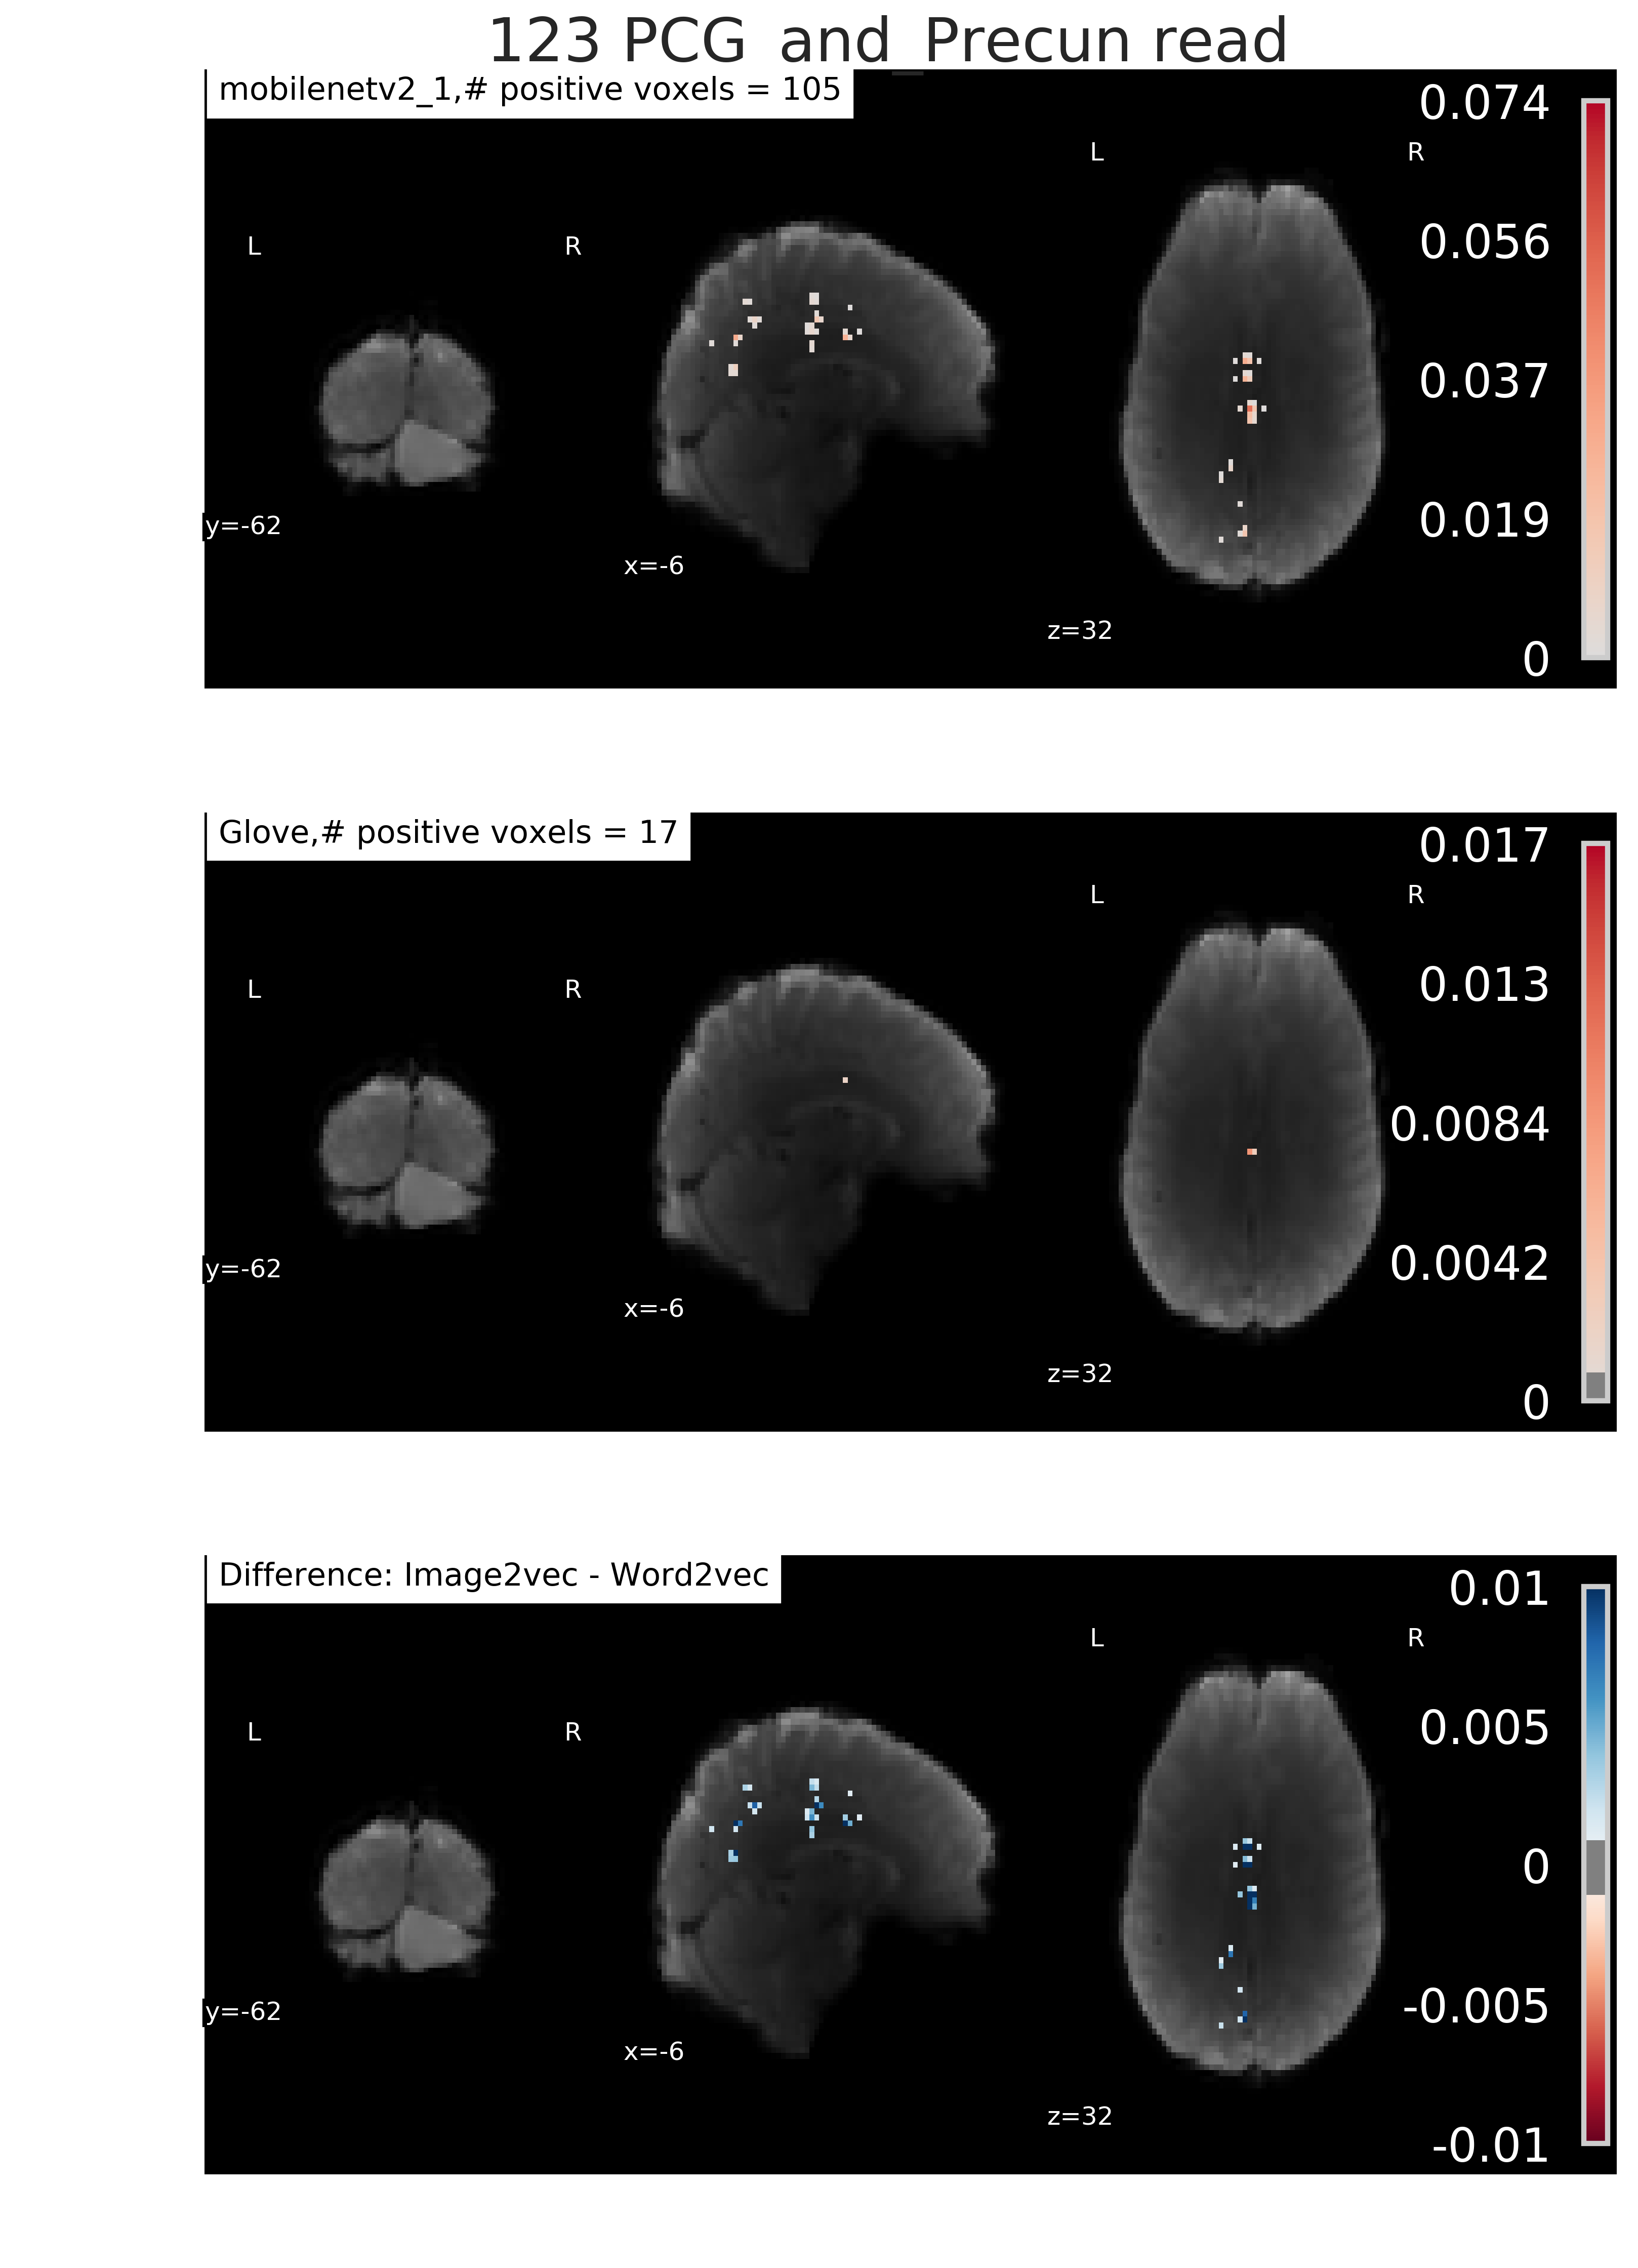 123 PCG_and_Precun read
mobilenetv2_1,# positive voxels = 105
0.074
L R
0.056
L R
0.037
0.019
y=-62
x=-6
z=32
0
Glove,# positive voxels = 17
0.017
L R
0.013
L R
0.0084
0.0042
y=-62
x=-6
z=32
0
Difference: Image2vec - Word2vec
0.01
L R
0.005
L R
0
-0.005
y=-62
x=-6
z=32
-0.01